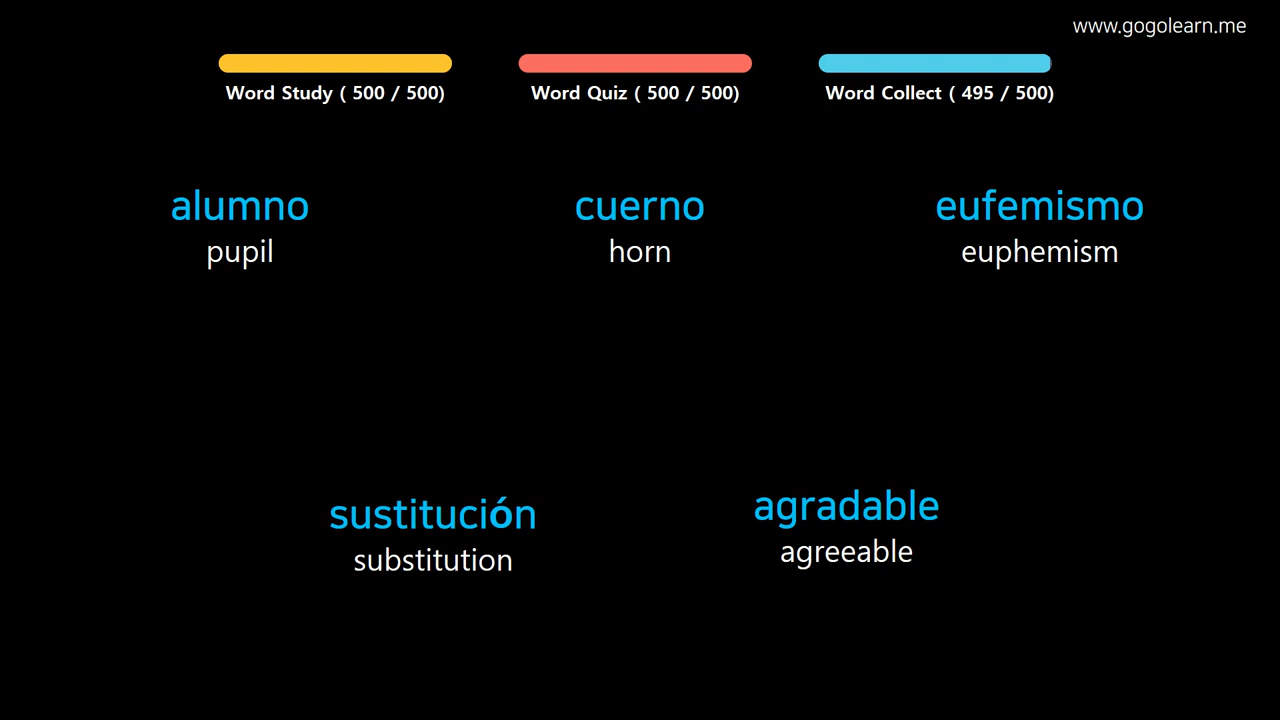 www.gogolearn.me
Word Study ( 500 / 500)
Word Quiz ( 500 / 500)
Word Collect ( 495 / 500)
alumno
pupil
cuerno
horn
eufemismo
euphemism
sustitución
substitution
agradable
agreeable